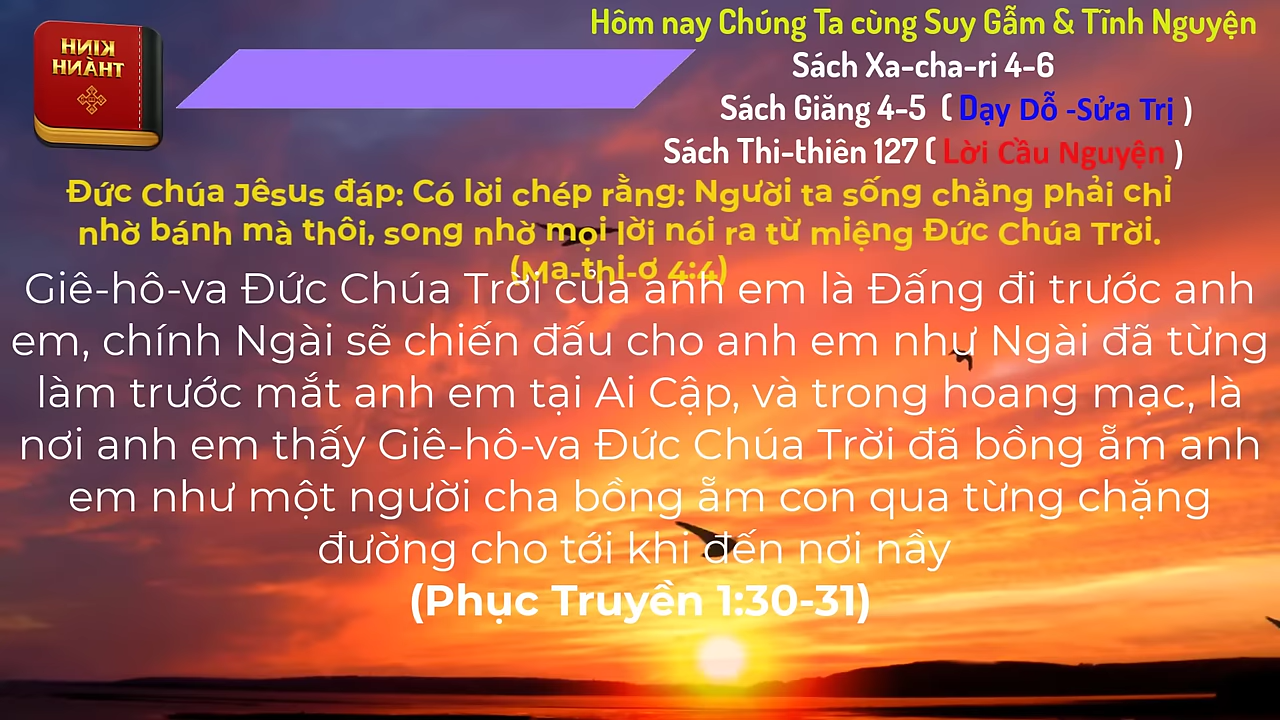 KINH
THÀNH
Hôm nay Chúng Ta cùng Suy Gẫm & Tĩnh Nguyện
Sách Xa-cha-ri 4-6
Sách Giăng 4-5 ( Dạy Dỗ -Sửa Trị )
Sách Thi-thiên 127 ( Lời Cầu Nguyện )
Đức Chúa Jêsus đáp: Có lời chép rằng: Người ta sống chẳng phải chỉ
nhờ bánh mà thôi, song nhờ mọi lời nói ra từ miệng Đức Chúa Trời.
(Ma-thi-ơ 4:4)
Giê-hô-va Đức Chúa Trời của anh em là Đấng đi trước anh
em, chính Ngài sẽ chiến đấu cho anh em như Ngài đã từng
làm trước mắt anh em tại Ai Cập, và trong hoang mạc, là
nơi anh em thấy Giê-hô-va Đức Chúa Trời đã bồng ẵm anh
em như một người cha bồng ẵm con qua từng chặng
đường cho tới khi đến nơi nầy
(Phục Truyền 1:30-31)